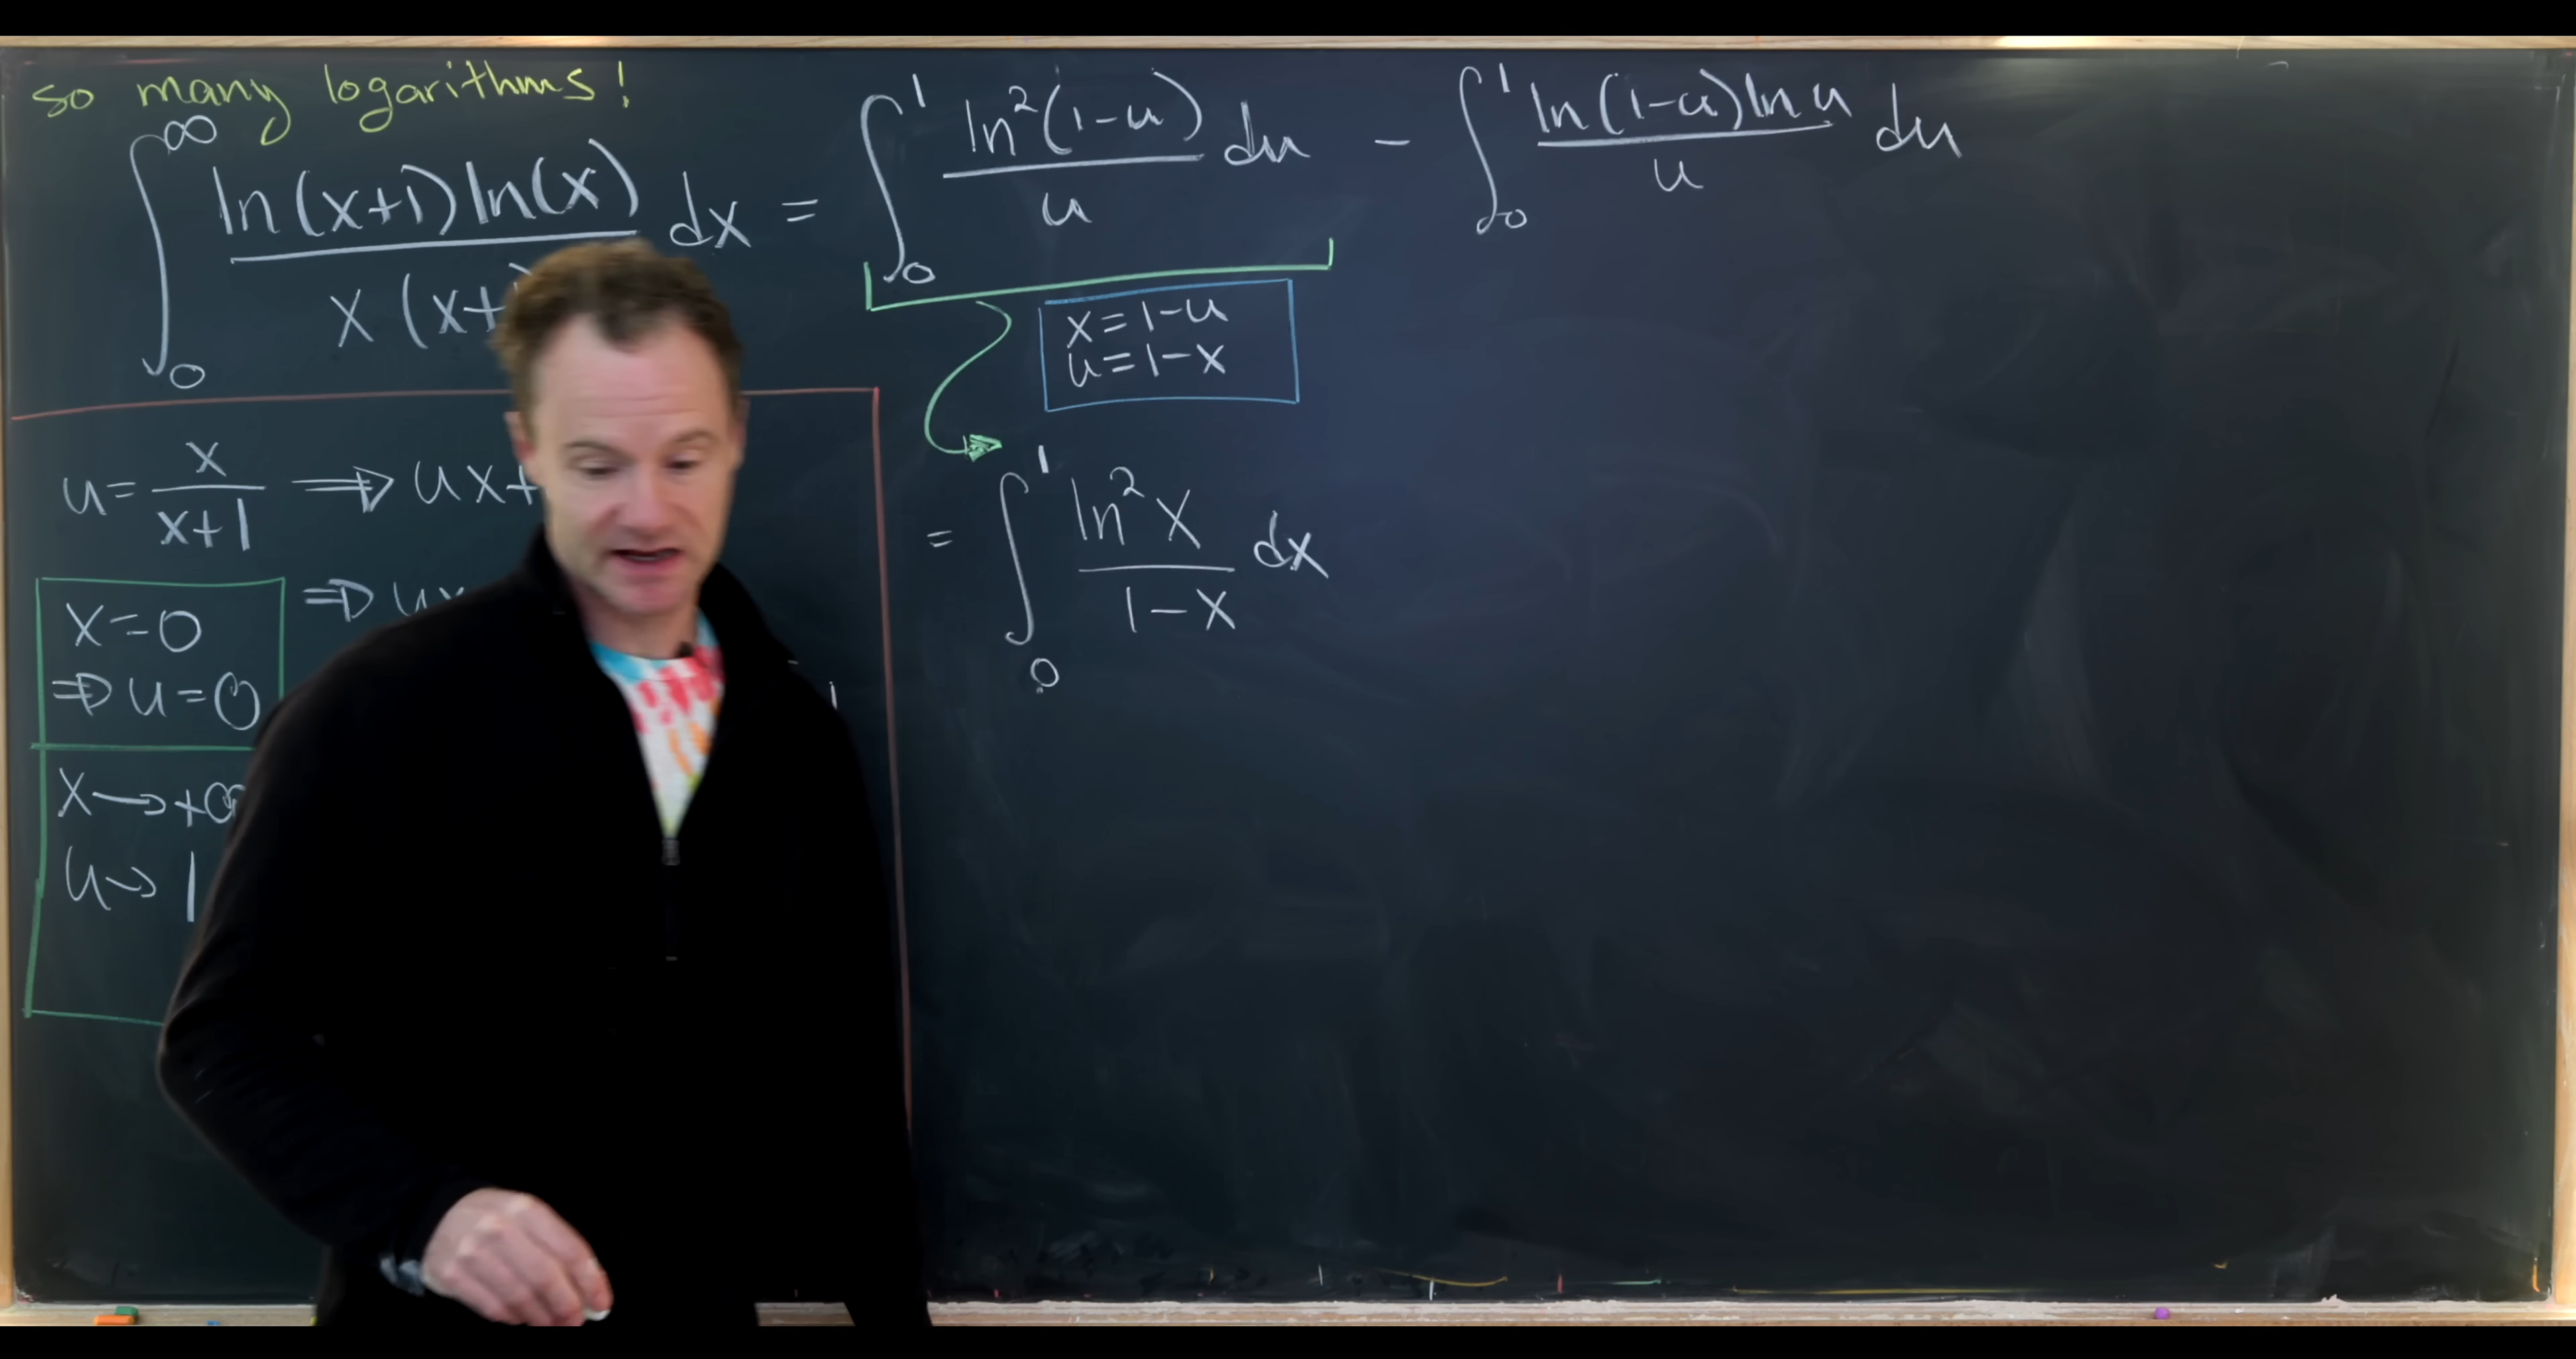 so many logarithms!
∫₀^∞ ln(x+1)ln(x) / x(x+ dx = ∫₀¹ ln²(1-u)/u du - ∫₀¹ ln(1-u)ln u / u du
x=1-u
u=1-x
u= x/(x+1) ⟹ ux+
= ∫₀¹ ln²x/(1-x) dx
x=0
⟹ u=0
⟹ ux
x→+∞
u→1